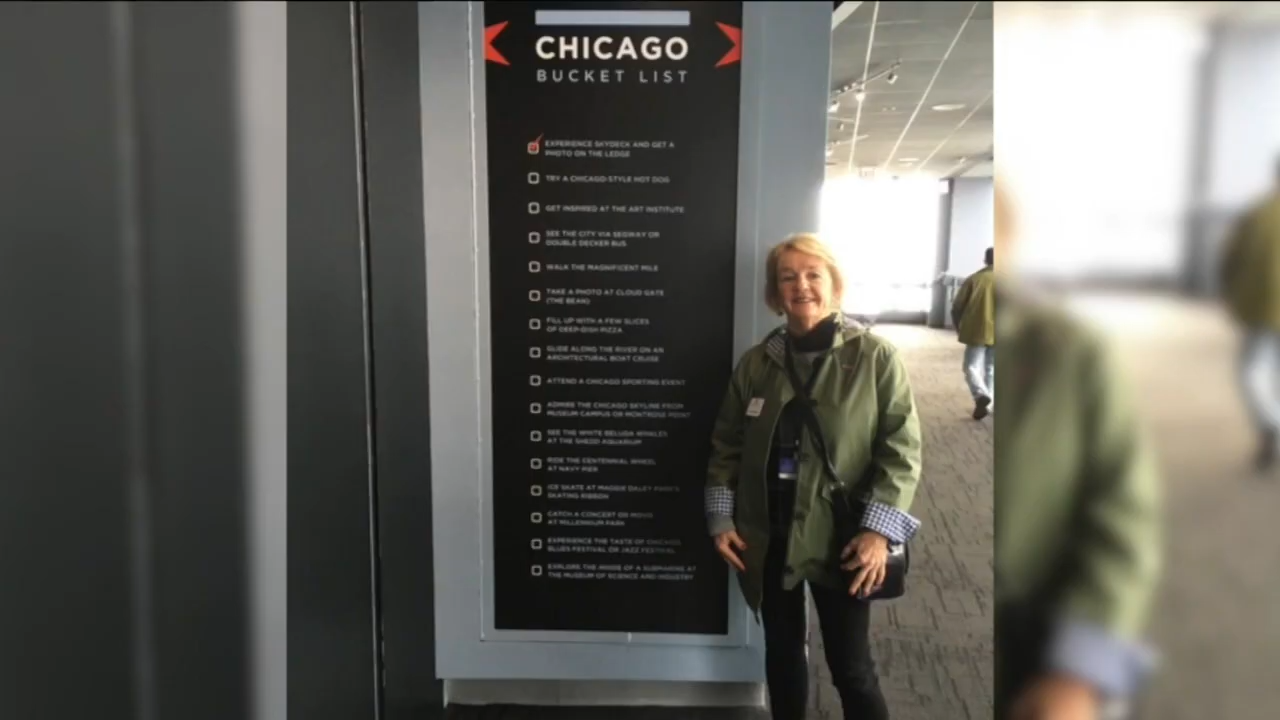 CHICAGO
BUCKET LIST
EXPERIENCE SKYDECK AND GET A
PHOTO ON THE LEDGE
TRY A CHICAGO-STYLE HOT DOG
GET INSPIRED AT THE ART INSTITUTE
SEE THE CITY VIA SEGWAY OR
DOUBLE DECKER BUS
WALK THE MAGNIFICENT MILE
TAKE A PHOTO AT CLOUD GATE
(THE BEAN)
FILL UP WITH A FEW SLICES
OF DEEP-DISH PIZZA
GLIDE ALONG THE RIVER ON AN
ARCHITECTURAL BOAT CRUISE
ATTEND A CHICAGO SPORTING EVENT
ADMIRE THE CHICAGO SKYLINE FROM
MUSEUM CAMPUS OR MONTROSE POINT
SEE THE WHITE BELUGA WHALES
AT THE SHEDD AQUARIUM
RIDE THE CENTENNIAL WHEEL
AT NAVY PIER
ICE SKATE AT MAGGIE DALEY PARK'S
SKATING RIBBON
CATCH A CONCERT OR MOVIE
AT MILLENNIUM PARK
EXPERIENCE THE TASTE OF CHICAGO,
BLUES FESTIVAL OR JAZZ FESTIVAL
EXPLORE THE INSIDE OF A SUBMARINE AT
THE MUSEUM OF SCIENCE AND INDUSTRY